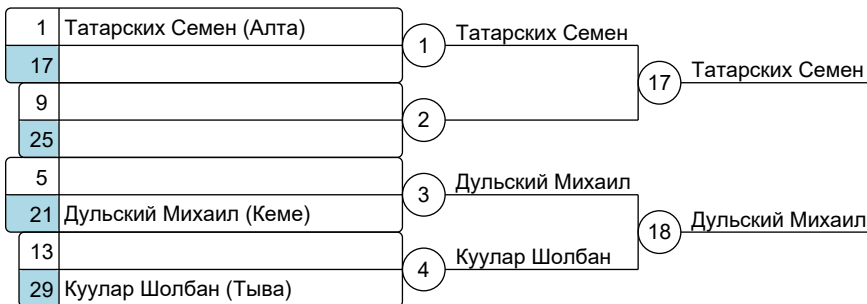 1 Татарских Семен (Алта)
17
1 Татарских Семен
17 Татарских Семен
9
25
2
5
21 Дульский Михаил (Кеме)
3 Дульский Михаил
18 Дульский Михаил
13
29 Куулар Шолбан (Тыва)
4 Куулар Шолбан